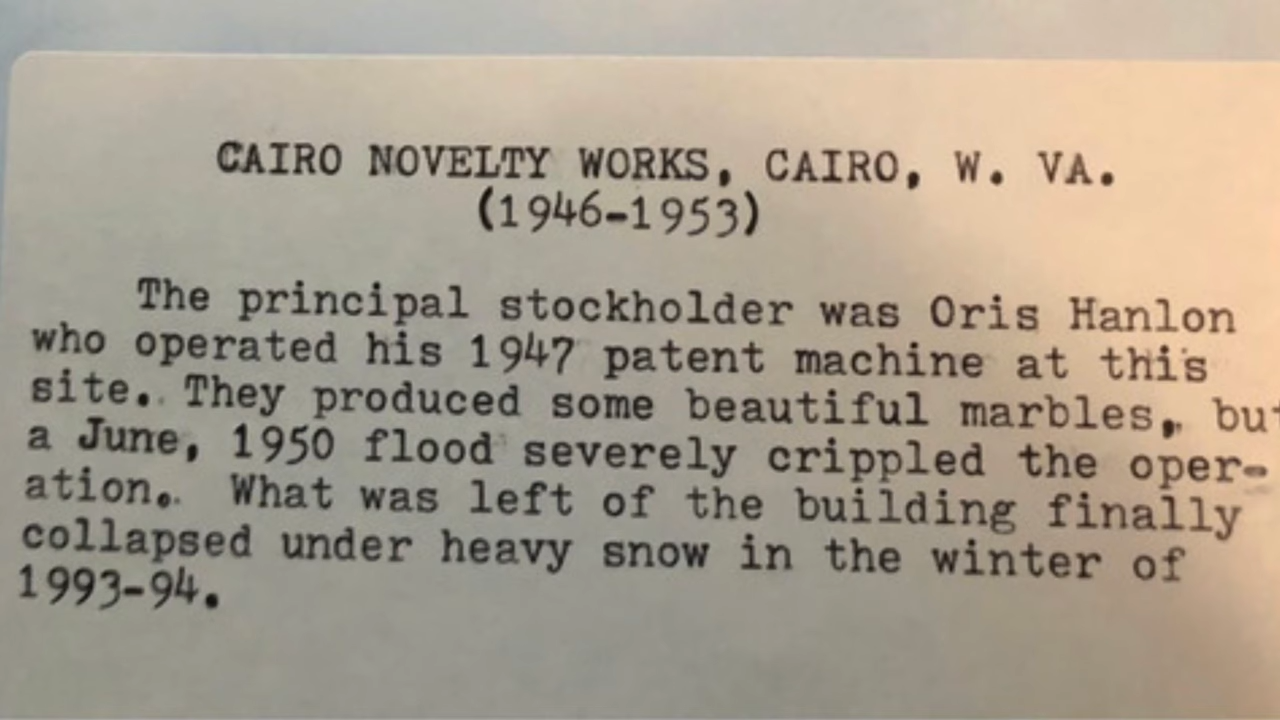 CAIRO NOVELTY WORKS, CAIRO, W. VA.
(1946-1953)
The principal stockholder was Oris Hanlon
who operated his 1947 patent machine at this
site. They produced some beautiful marbles, but
a June, 1950 flood severely crippled the oper-
ation. What was left of the building finally
collapsed under heavy snow in the winter of
1993-94.